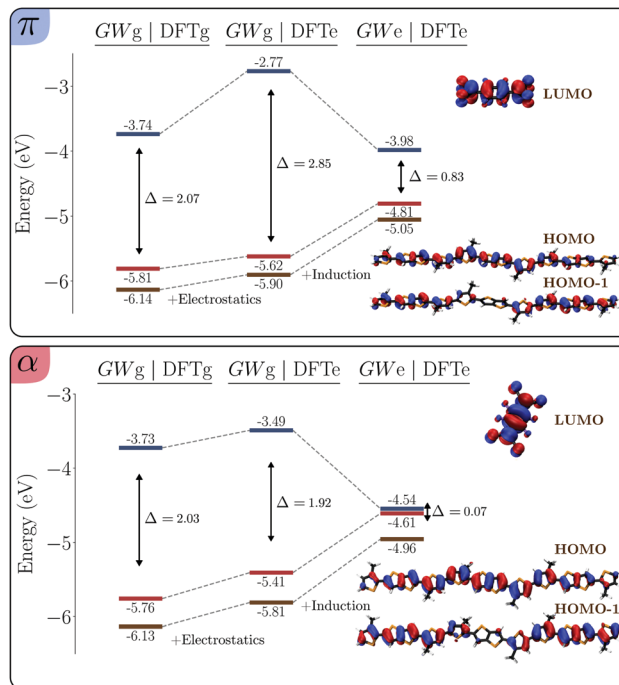 π
GWg | DFTg GWg | DFTe GWe | DFTe
-2.77
−3
LUMO
-3.74
-3.98
−4
Energy (eV)
Δ = 2.07
Δ = 2.85
Δ = 0.83
−5
-4.81
-5.05
HOMO
-5.81
-5.62
+Induction
HOMO-1
−6
-6.14
+Electrostatics
-5.90
α
GWg | DFTg GWg | DFTe GWe | DFTe
−3
LUMO
-3.73
-3.49
−4
Energy (eV)
Δ = 2.03
Δ = 1.92
-4.54
Δ = 0.07
-4.61
−5
-4.96
HOMO
-5.76
-5.41
+Induction
HOMO-1
−6
-6.13
+Electrostatics
-5.81